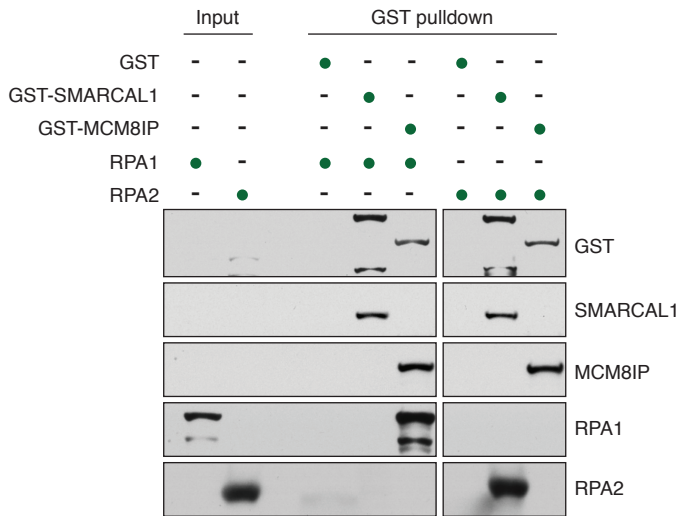 Input GST pulldown
GST - - ● - - ● - -
GST-SMARCAL1 - - - ● - - ● -
GST-MCM8IP - - - - ● - - ●
RPA1 ● - ● ● ● - - -
RPA2 - ● - - - ● ● ●
GST
SMARCAL1
MCM8IP
RPA1
RPA2